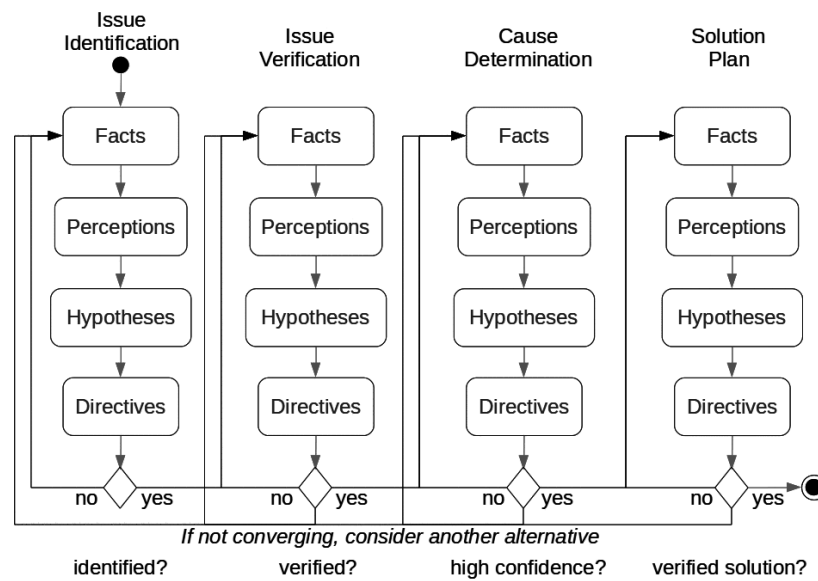 Issue
Identification
Issue
Verification
Cause
Determination
Solution
Plan
Facts
Facts
Facts
Facts
Perceptions
Perceptions
Perceptions
Perceptions
Hypotheses
Hypotheses
Hypotheses
Hypotheses
Directives
Directives
Directives
Directives
no yes
no yes
no yes
no yes
If not converging, consider another alternative
identified?
verified?
high confidence?
verified solution?